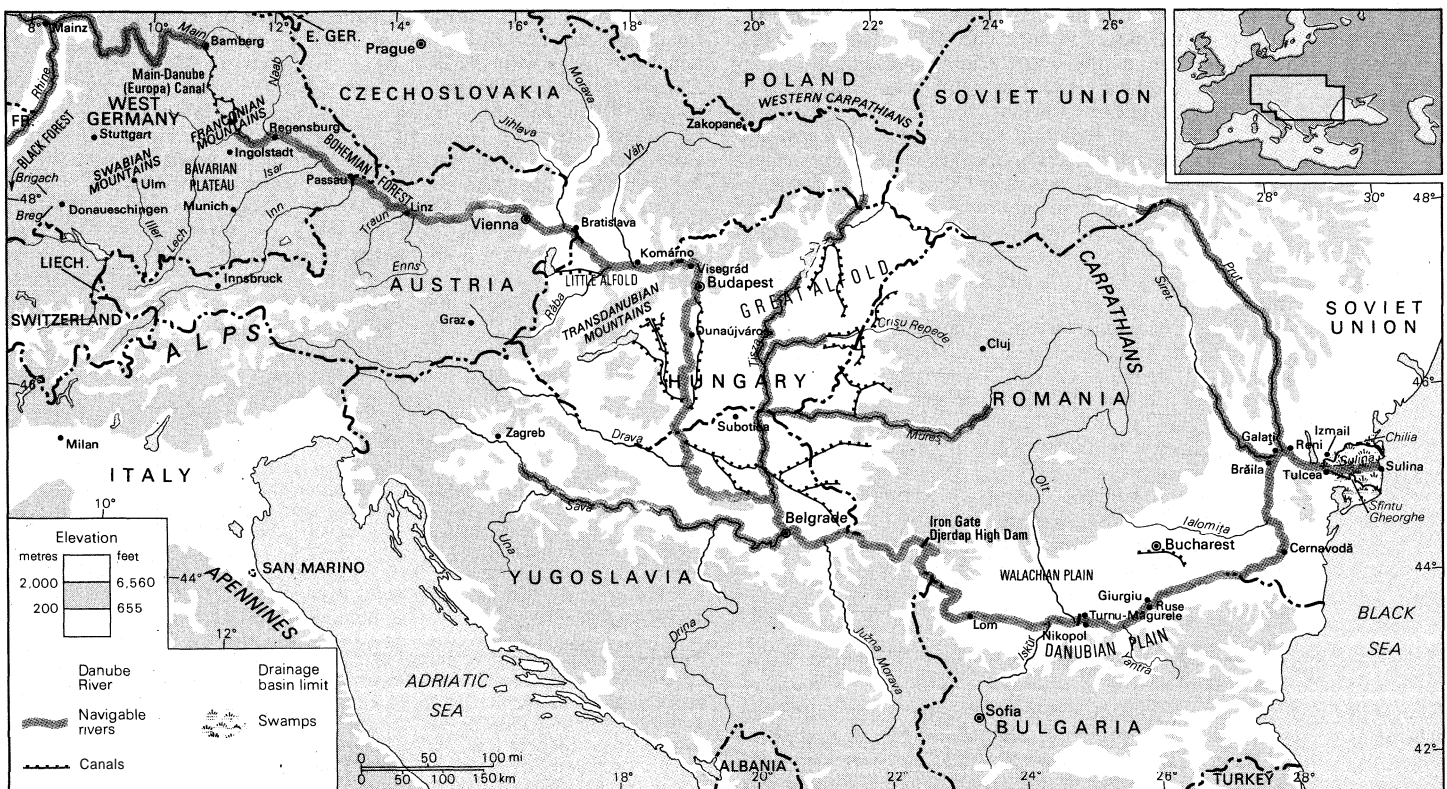 8°
10°
12°
14°
16°
18°
20°
22°
24°
26°
Mainz
Main
Bamberg
E. GER.
Prague
Rhine
Main-Danube
(Europa) Canal
Naab
Morava
POLAND
CZECHOSLOVAKIA
WESTERN CARPATHIANS
SOVIET UNION
FR
WEST
GERMANY
FRANCONIAN
MOUNTAINS
BLACK FOREST
Stuttgart
Regensburg
Jihlava
Zakopane
Ingolstadt
BOHEMIAN
FOREST
Váh
SWABIAN
MOUNTAINS
BAVARIAN
PLATEAU
Isar
Brigach
Ulm
Passau
48°
Donaueschingen
Munich
Inn
Linz
48°
28°
30°
Breg
Iller
Lech
Traun
Vienna
Bratislava
Komárno
LIECH.
Innsbruck
Enns
Visegrád
Budapest
AUSTRIA
LITTLE ALFOLD
GREAT ALFOLD
CARPATHIANS
Siret
Prut
SWITZERLAND
Graz
Rába
TRANSDANUBIAN
MOUNTAINS
Dunaújváros
Tisza
Crişu Repede
Cluj
SOVIET
UNION
ALPS
46°
HUNGARY
46°
ROMANIA
Milan
Zagreb
Drava
Subotica
Mureş
Galaţi
Reni
Izmail
Chilia
ITALY
Brăila
Tulcea
Sulina
Sulina
10°
Sava
Olt
Sfintu
Gheorghe
Elevation
metres
feet
2,000
6,560
200
655
Una
Belgrade
Iron Gate
Djerdap High Dam
Ialomiţa
Bucharest
Cernavodă
44°
SAN MARINO
YUGOSLAVIA
WALACHIAN PLAIN
44°
APENNINES
Giurgiu
Ruse
Turnu-Măgurele
BLACK
SEA
12°
Lom
Nikopol
DANUBIAN PLAIN
Drina
Južna Morava
Iskŭr
Yantra
Danube
River
Drainage
basin limit
ADRIATIC
SEA
Navigable
rivers
Swamps
Sofia
BULGARIA
42°
Canals
0 50 100 mi
0 50 100 150 km
18°
ALBANIA
20°
22°
24°
26°
TURKEY
28°